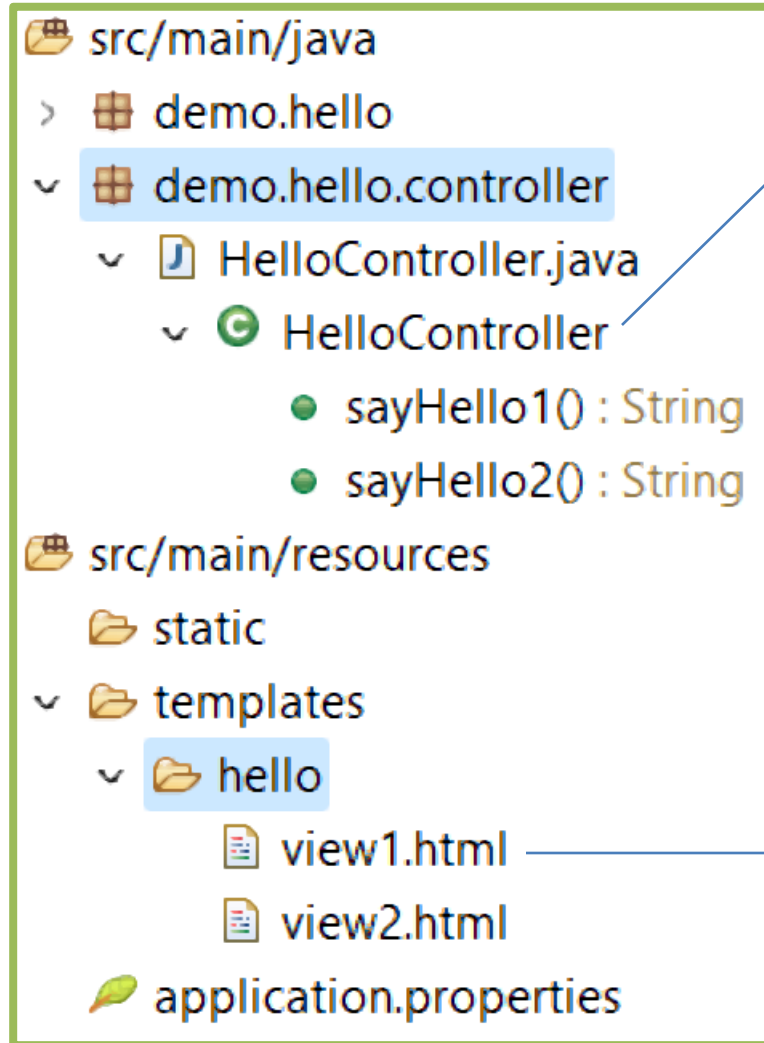 src/main/java
demo.hello
demo.hello.controller
HelloController.java
HelloController
sayHello1() : String
sayHello2() : String
src/main/resources
static
templates
hello
view1.html
view2.html
application.properties